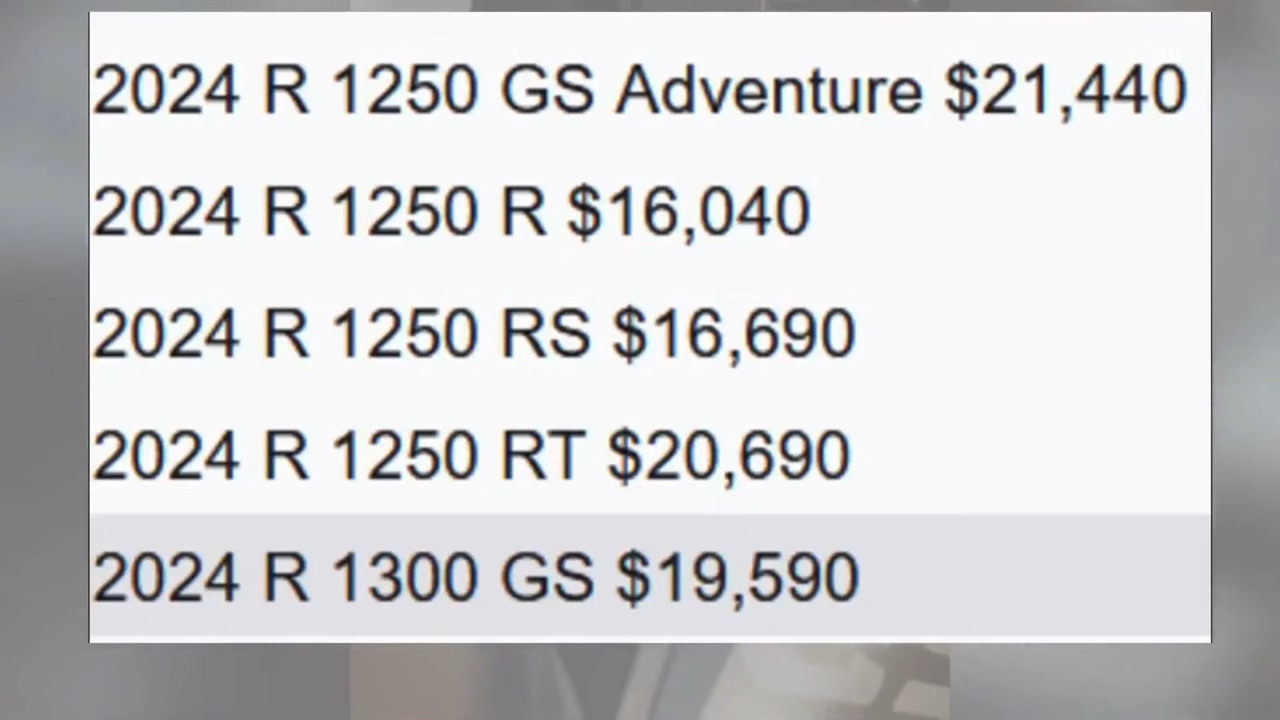 2024 R 1250 GS Adventure $21,440
2024 R 1250 R $16,040
2024 R 1250 RS $16,690
2024 R 1250 RT $20,690
2024 R 1300 GS $19,590